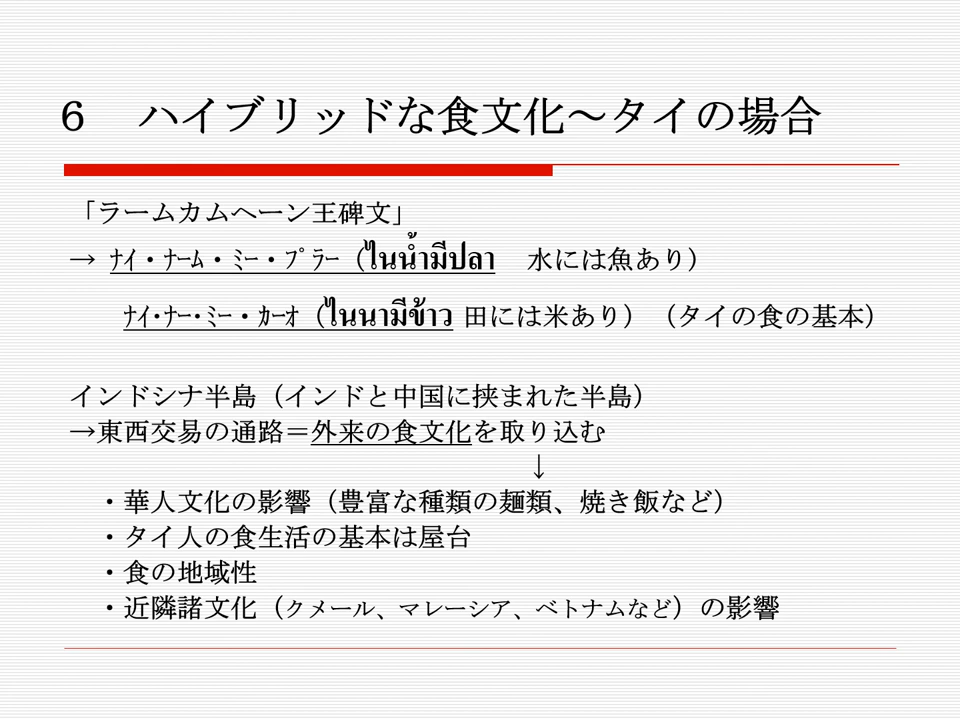 ６　ハイブリッドな食文化～タイの場合
「ラームカムヘーン王碑文」
→ ﾅｲ・ﾅｰﾑ・ﾐｰ・ﾌﾟﾗｰ（ในน้ำมีปลา　水には魚あり）
ﾅｲ･ﾅｰ･ﾐｰ・ｶｰｵ（ในนามีข้าว 田には米あり）（タイの食の基本）
インドシナ半島（インドと中国に挟まれた半島）
→東西交易の通路＝外来の食文化を取り込む
↓
・華人文化の影響（豊富な種類の麺類、焼き飯など）
・タイ人の食生活の基本は屋台
・食の地域性
・近隣諸文化（クメール、マレーシア、ベトナムなど）の影響